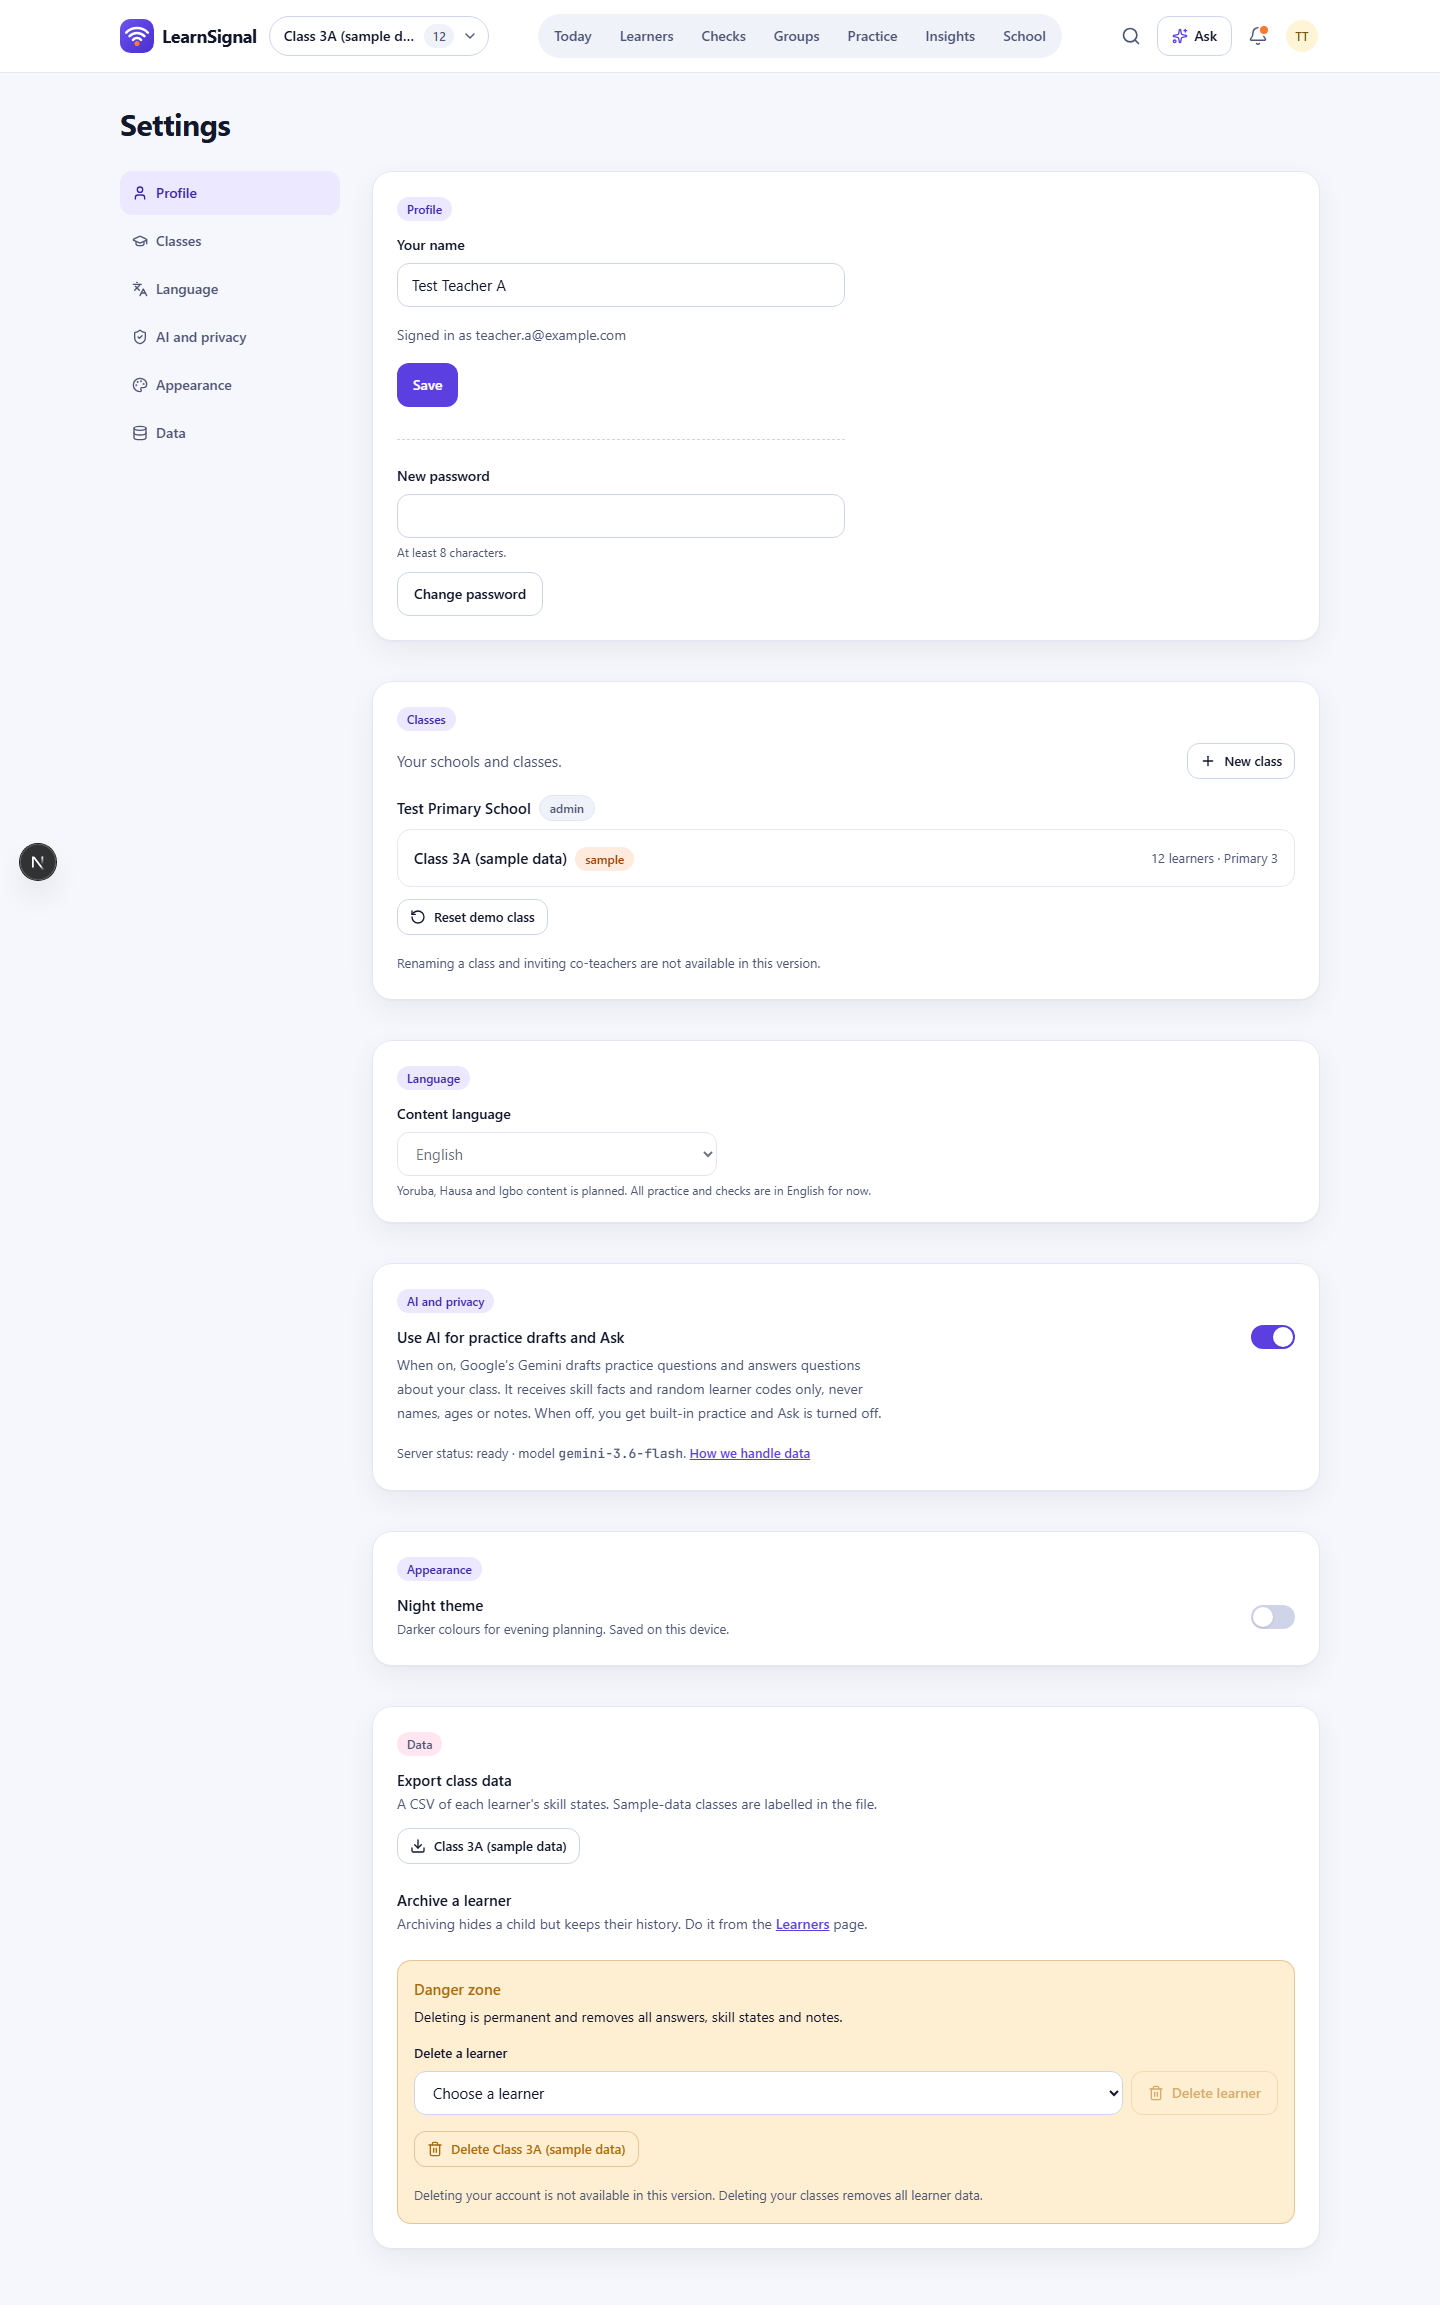 LearnSignal
Class 3A (sample d... 12
Today Learners Checks Groups Practice Insights School
Ask
TT
Settings
Profile
Classes
Language
AI and privacy
Appearance
Data
Profile
Your name
Test Teacher A
Signed in as teacher.a@example.com
Save
New password
At least 8 characters.
Change password
Classes
Your schools and classes.
New class
Test Primary School admin
Class 3A (sample data) sample
12 learners · Primary 3
Reset demo class
Renaming a class and inviting co-teachers are not available in this version.
Language
Content language
English
Yoruba, Hausa and Igbo content is planned. All practice and checks are in English for now.
AI and privacy
Use AI for practice drafts and Ask
When on, Google's Gemini drafts practice questions and answers questions
about your class. It receives skill facts and random learner codes only, never
names, ages or notes. When off, you get built-in practice and Ask is turned off.
Server status: ready · model gemini-3.6-flash. How we handle data
Appearance
Night theme
Darker colours for evening planning. Saved on this device.
Data
Export class data
A CSV of each learner's skill states. Sample-data classes are labelled in the file.
Class 3A (sample data)
Archive a learner
Archiving hides a child but keeps their history. Do it from the Learners page.
Danger zone
Deleting is permanent and removes all answers, skill states and notes.
Delete a learner
Choose a learner
Delete learner
Delete Class 3A (sample data)
Deleting your account is not available in this version. Deleting your classes removes all learner data.
N